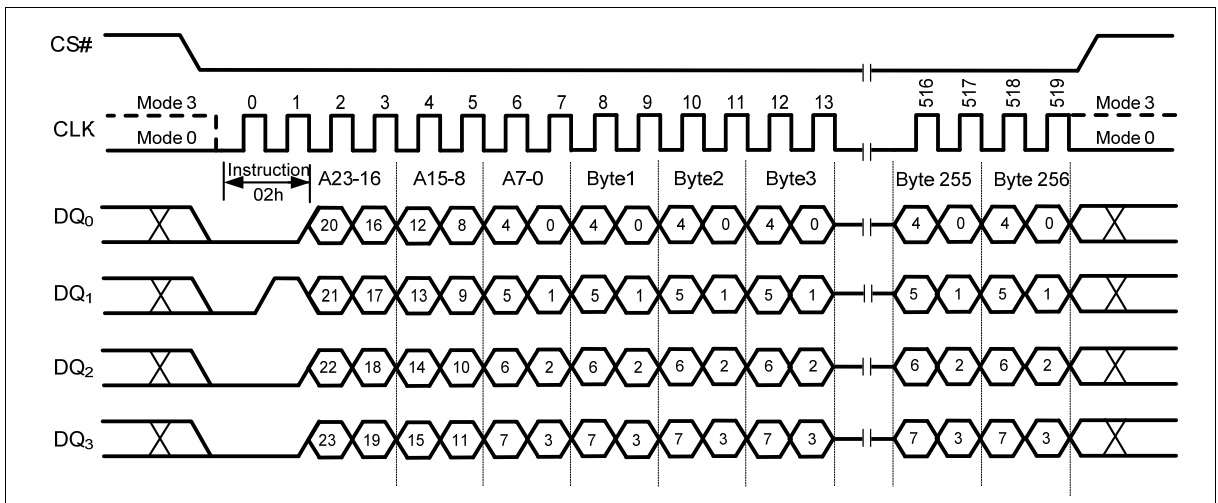 CS#
Mode 3 0 1 2 3 4 5 6 7 8 9 10 11 12 13 516 517 518 519 Mode 3
CLK
Mode 0 Mode 0
Instruction
02h
A23-16 A15-8 A7-0 Byte1 Byte2 Byte3 Byte 255 Byte 256
DQ0 20 16 12 8 4 0 4 0 4 0 4 0 4 0 4 0
DQ1 21 17 13 9 5 1 5 1 5 1 5 1 5 1 5 1
DQ2 22 18 14 10 6 2 6 2 6 2 6 2 6 2 6 2
DQ3 23 19 15 11 7 3 7 3 7 3 7 3 7 3 7 3